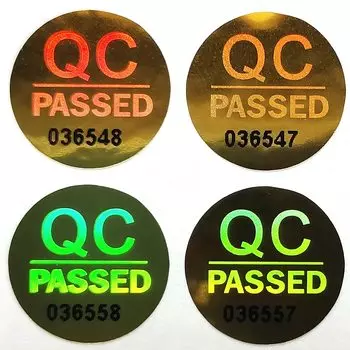 QC
PASSED
036548
QC
PASSED
036547
QC
PASSED
036558
QC
PASSED
036557